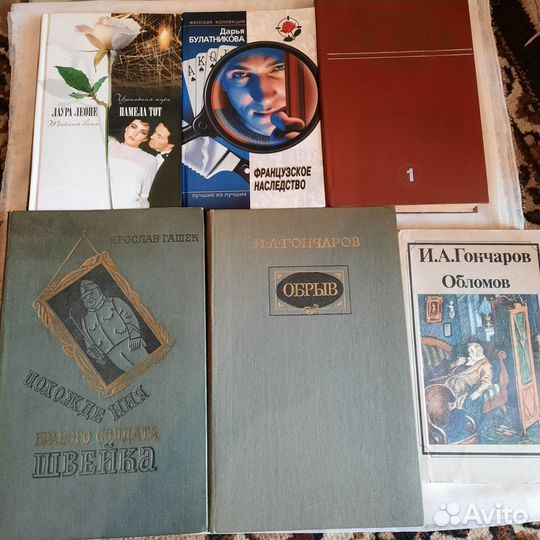 ЛАУРА ЛЕОНЕ
Тайная вина
Идеальная пара
ПАМЕЛА ТОТ
ЖЕНСКАЯ КОЛЛЕКЦИЯ
Дарья
БУЛАТНИКОВА
A K Q J
ФРАНЦУЗСКОЕ
НАСЛЕДСТВО
ЛУЧШИЕ ИЗ ЛУЧШИХ
1
ЯРОСЛАВ ГАШЕК
ПОХОЖДЕНИЯ
БРАВОГО СОЛДАТА
ШВЕЙКА
И·А·ГОНЧАРОВ
ОБРЫВ
И.А.Гончаров
Обломов
Avito